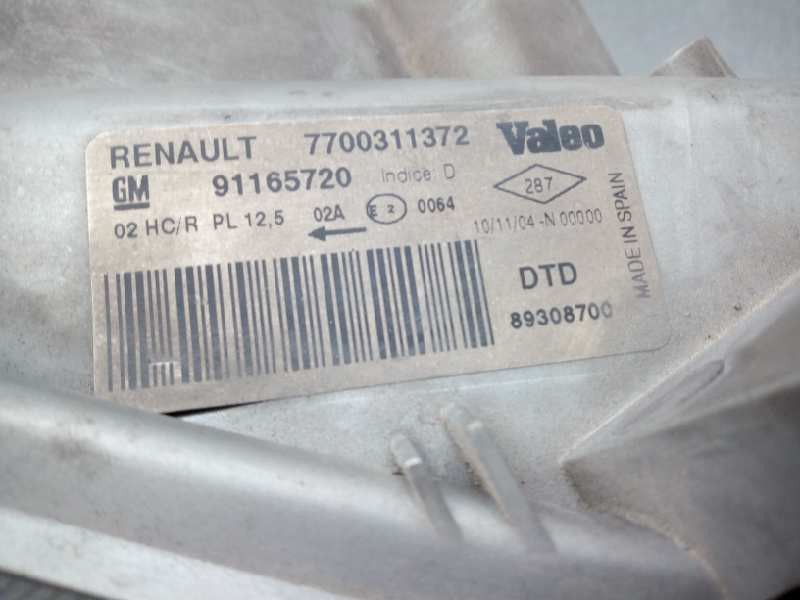 RENAULT 7700311372 Valeo
GM 91165720 Indice: D
287
02 HC/R PL 12,5 02A E2 0064
10/11/04 -N 00000
MADE IN SPAIN
DTD
89308700